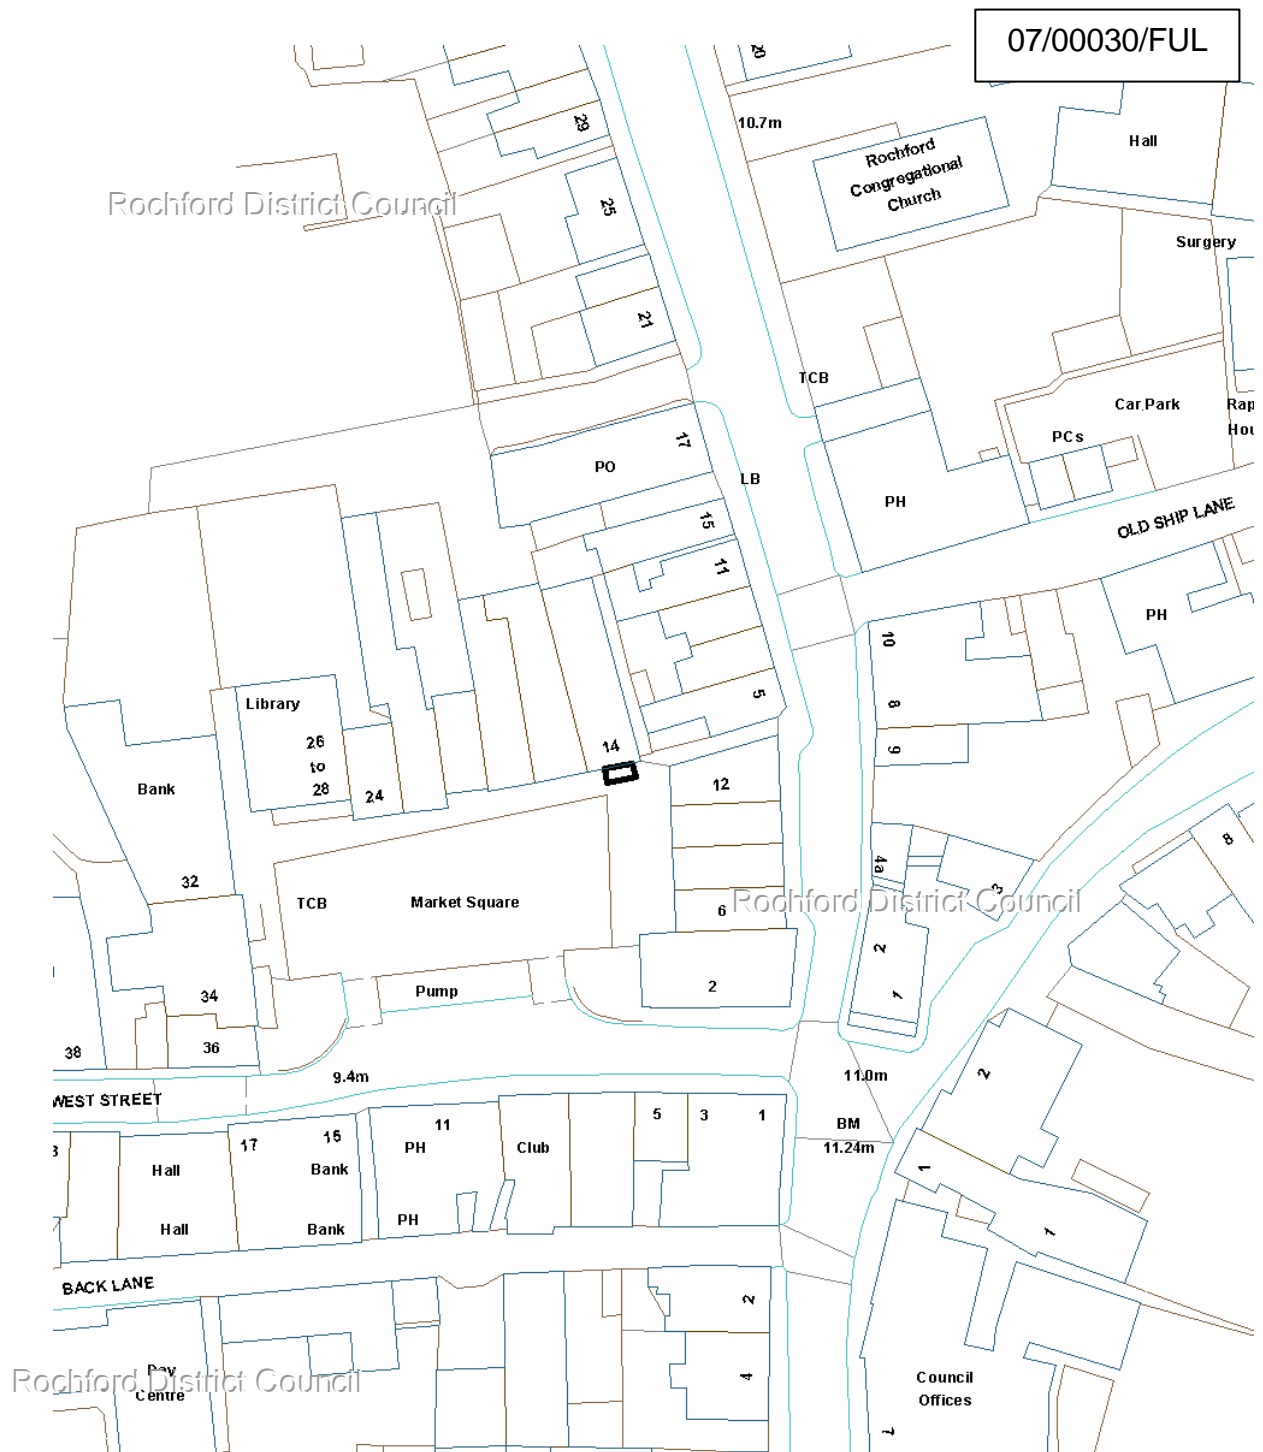 07/00030/FUL
20
29
10.7m
Rochford
Congregational
Church
Hall
Rochford District Council
25
Surgery
21
TCB
Car Park
Rap
Hou
PCs
17
PO
LB
PH
OLD SHIP LANE
15
11
PH
10
5
8
Library
14
26
to
28
6
12
Bank
24
4a
3
8
32
TCB
Market Square
Rochford District Council
6
2
34
Pump
2
1
36
38
9.4m
11.0m
2
WEST STREET
BM
11.24m
17
15
Bank
11
PH
Club
5
3
1
Hall
1
Hall
Bank
PH
1
BACK LANE
2
Rochford District Council
Day
Centre
4
Council
Offices
7